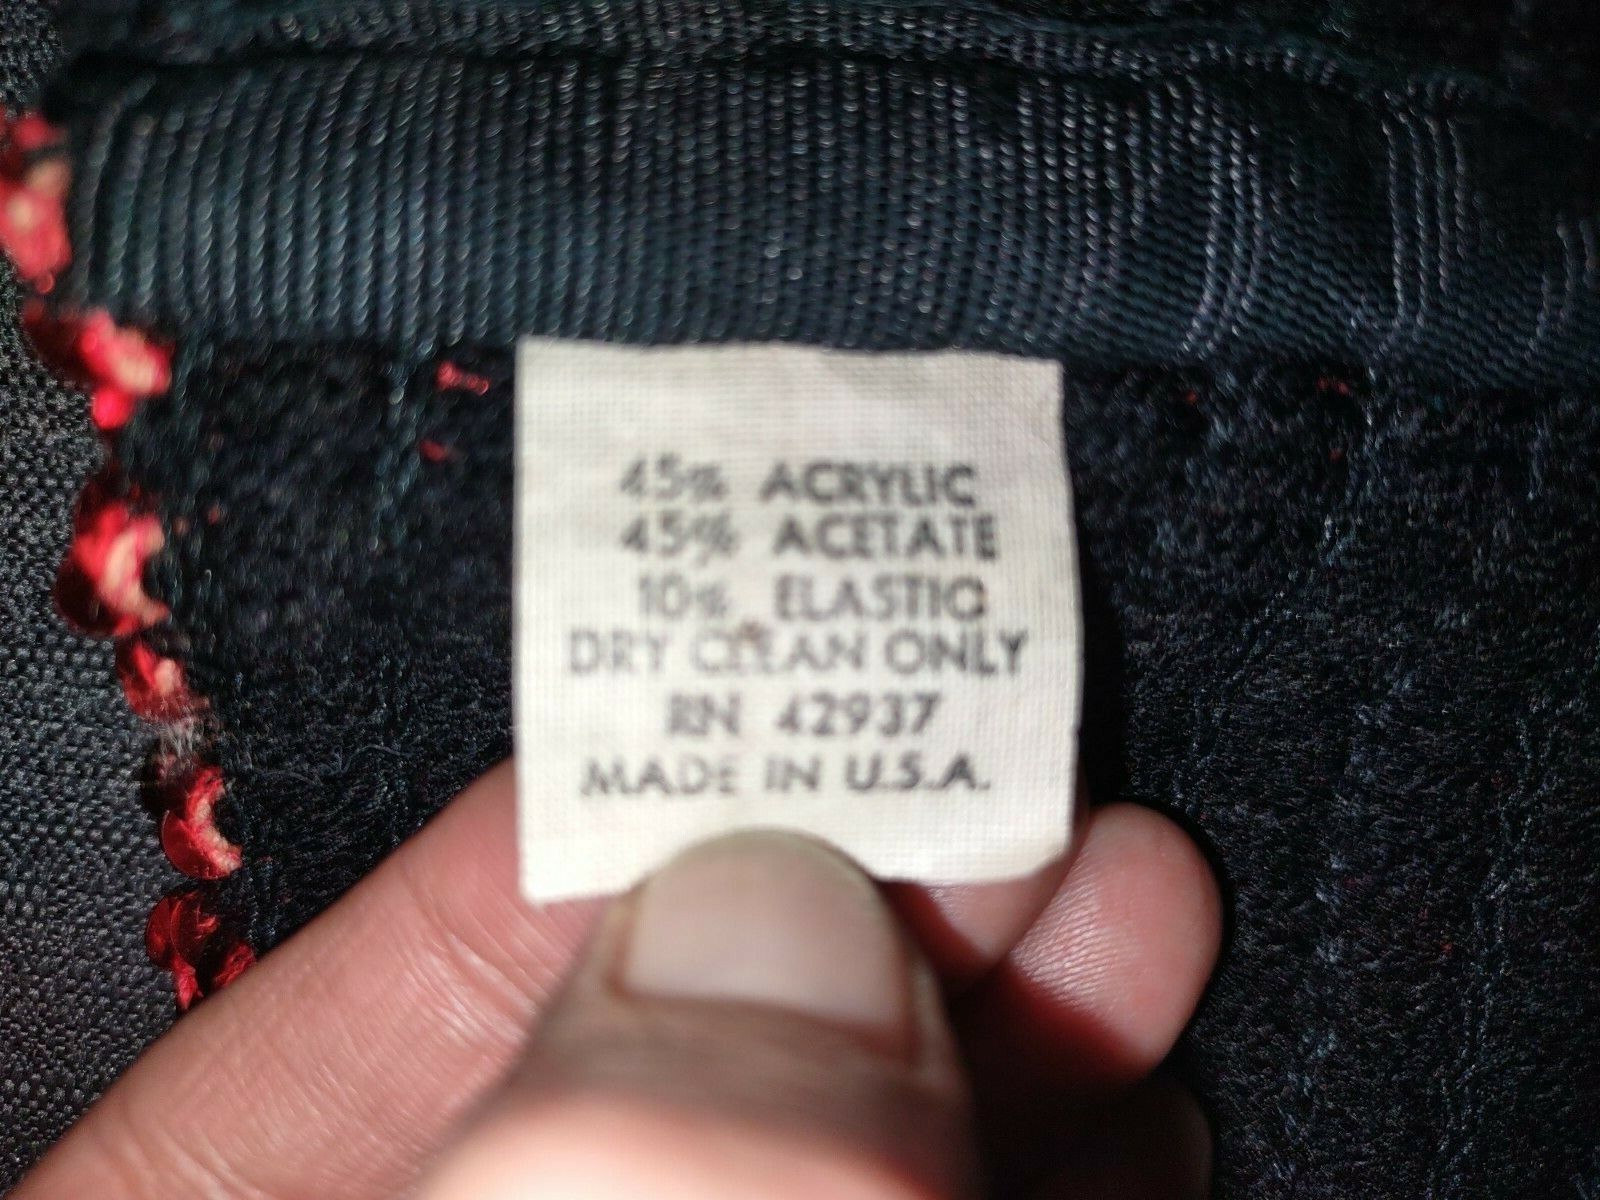 45% ACRYLIC
45% ACETATE
10% ELASTIC
DRY CLEAN ONLY
RN 42937
MADE IN U.S.A.